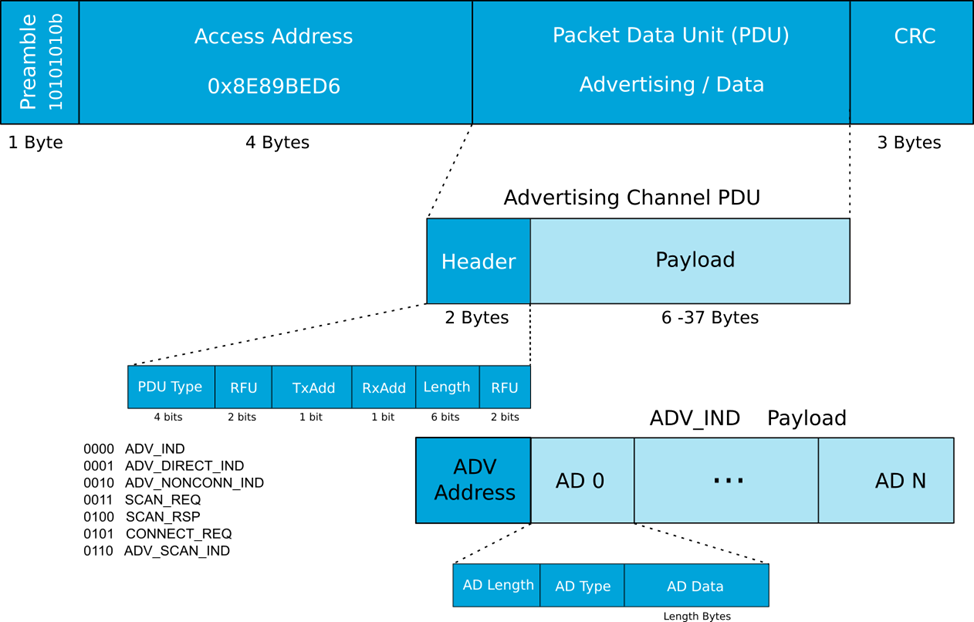 Preamble
10101010b
Access Address
0x8E89BED6
Packet Data Unit (PDU)
Advertising / Data
CRC
1 Byte
4 Bytes
3 Bytes
Advertising Channel PDU
Header
Payload
2 Bytes
6 -37 Bytes
PDU Type
RFU
TxAdd
RxAdd
Length
RFU
4 bits
2 bits
1 bit
1 bit
6 bits
2 bits
0000 ADV_IND
0001 ADV_DIRECT_IND
0010 ADV_NONCONN_IND
0011 SCAN_REQ
0100 SCAN_RSP
0101 CONNECT_REQ
0110 ADV_SCAN_IND
ADV_IND Payload
ADV
Address
AD 0
...
AD N
AD Length
AD Type
AD Data
Length Bytes